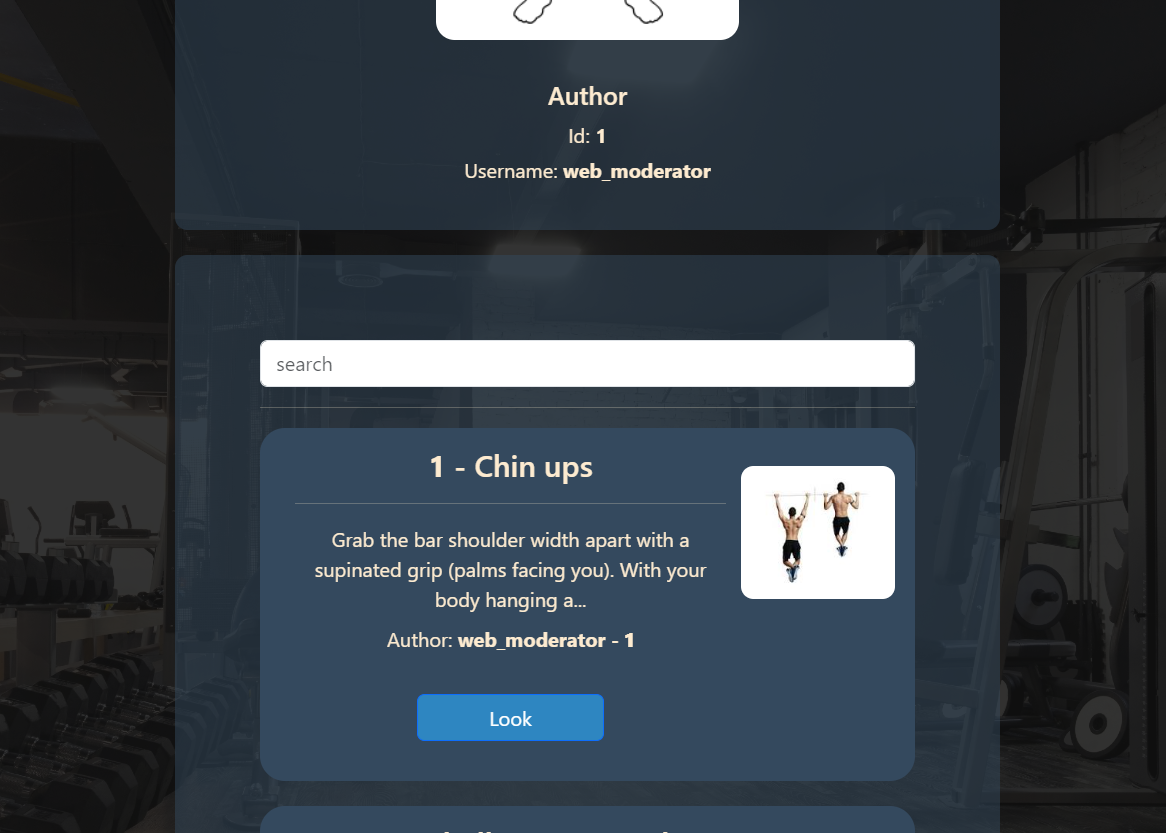 Author
Id: 1
Username: web_moderator
search
1 - Chin ups
Grab the bar shoulder width apart with a
supinated grip (palms facing you). With your
body hanging a...
Author: web_moderator - 1
Look